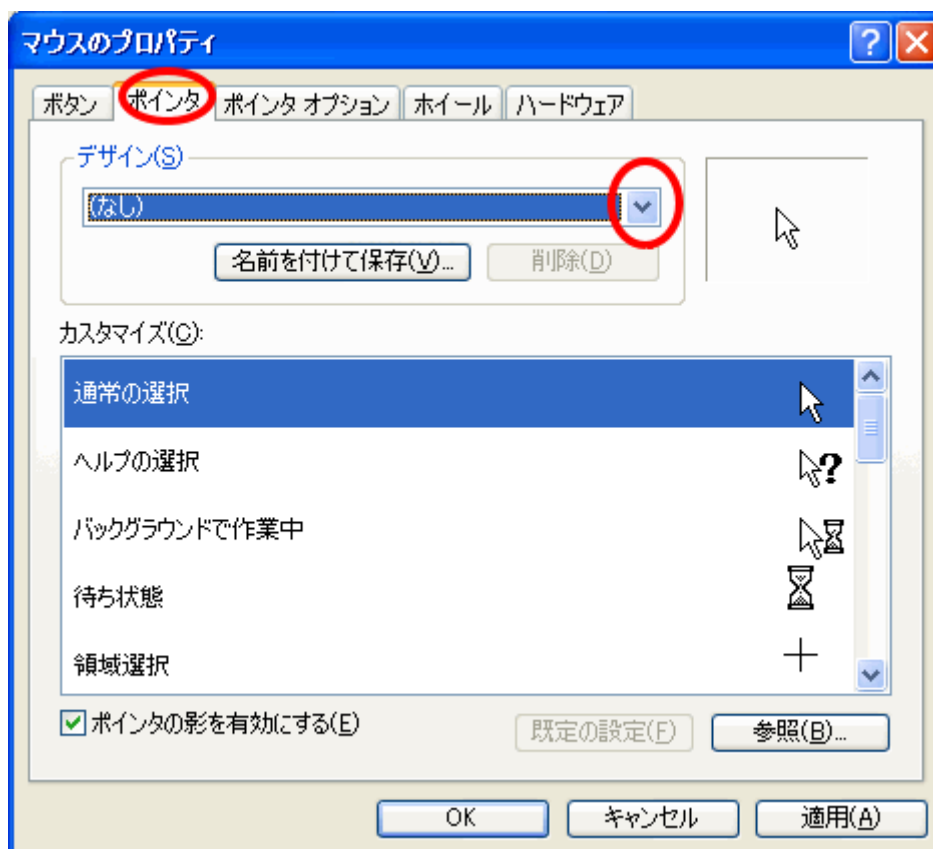 マウスのプロパティ
ボタン ポインタ ポインタ オプション ホイール ハードウェア
デザイン(S)
(なし)
名前を付けて保存(V)... 削除(D)
カスタマイズ(C):
通常の選択
ヘルプの選択
バックグラウンドで作業中
待ち状態
領域選択
ポインタの影を有効にする(E)
既定の設定(F) 参照(B)...
OK キャンセル 適用(A)